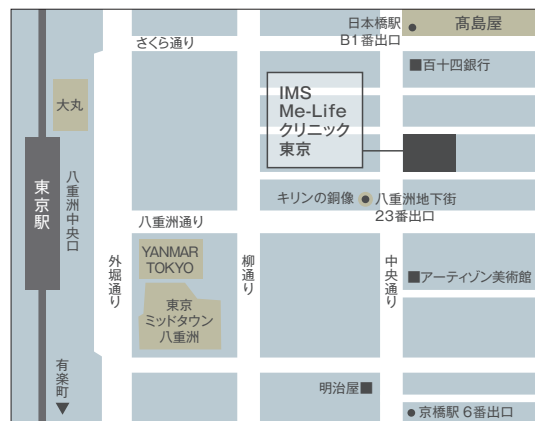 日本橋駅
B1番出口
髙島屋
さくら通り
百十四銀行
大丸
IMS
Me-Life
クリニック
東京
東京駅
八重洲中央口
キリンの銅像
八重洲地下街
23番出口
八重洲通り
YANMAR
TOKYO
外堀通り
柳通り
中央通り
アーティゾン美術館
東京
ミッドタウン
八重洲
有楽町
明治屋
京橋駅 6番出口